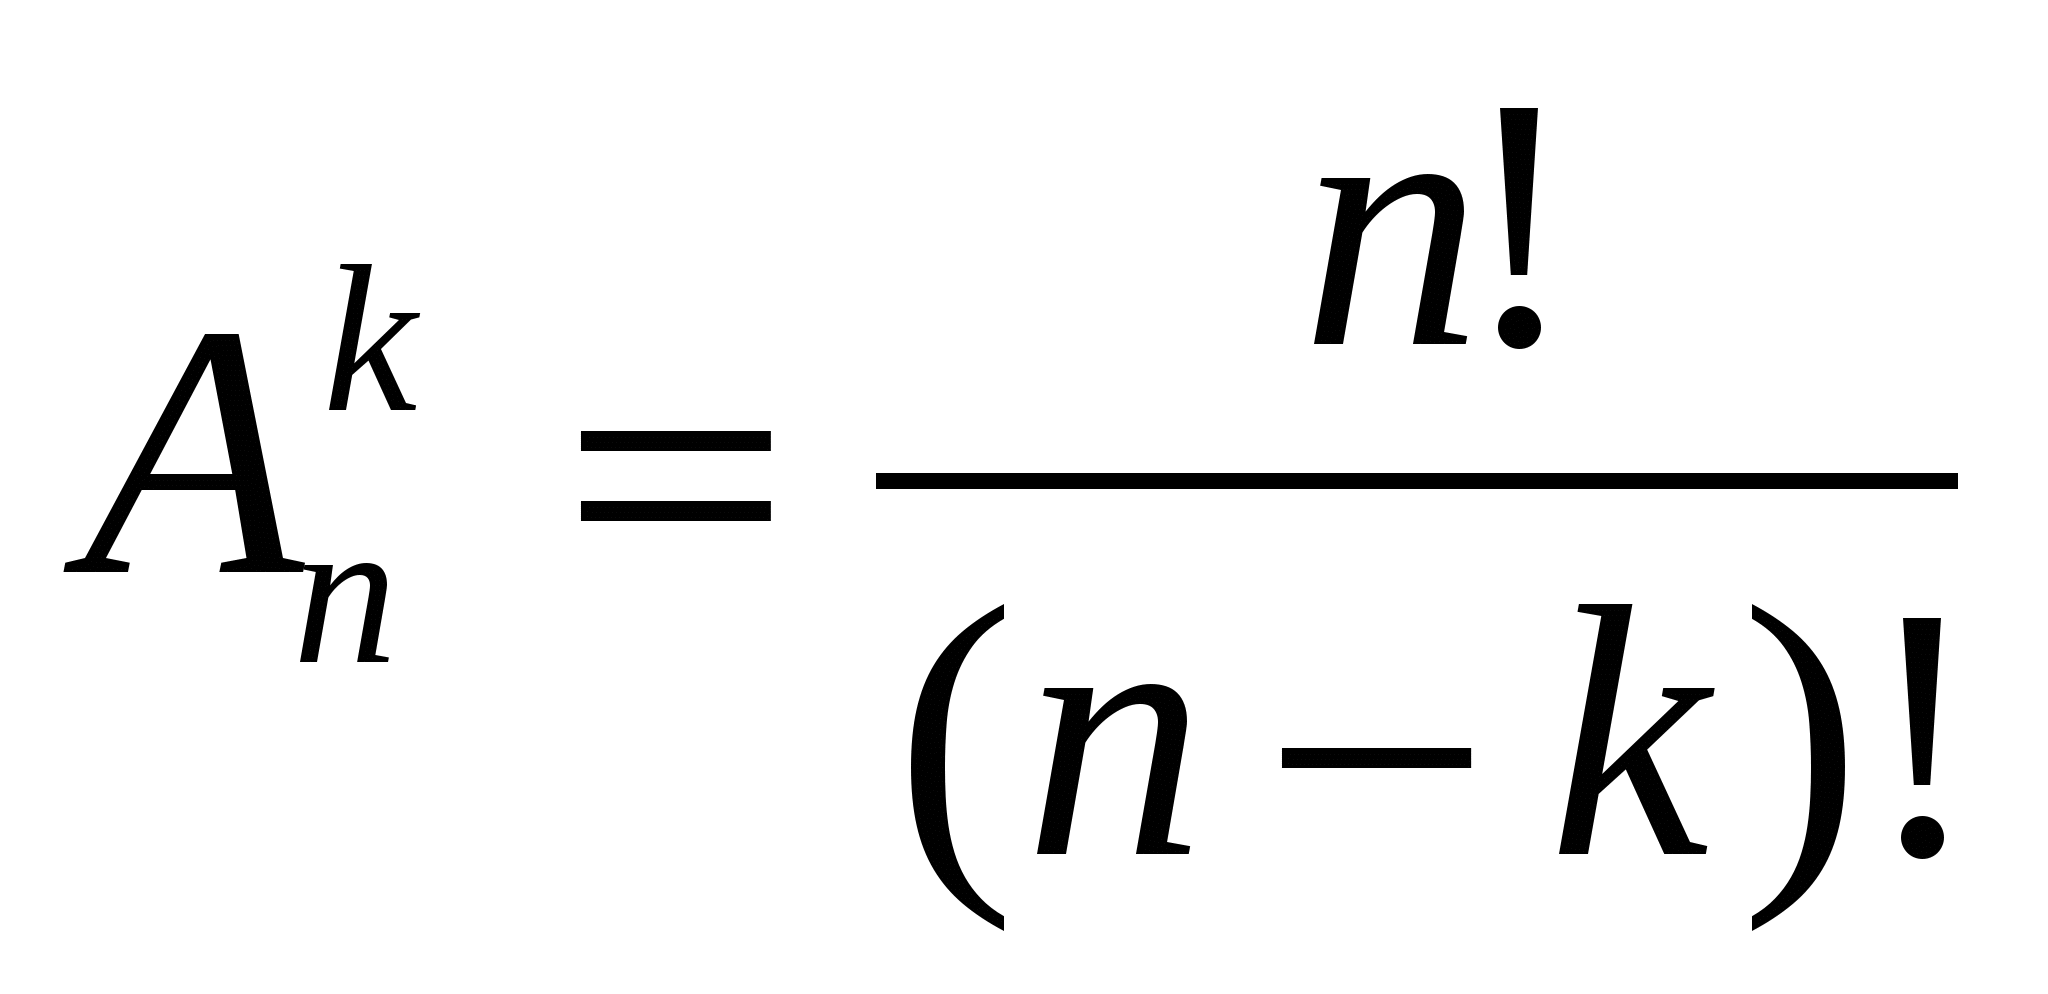 A_n^k = n! / (n − k)!